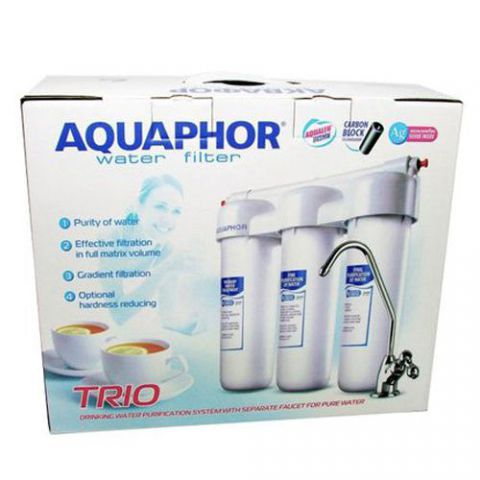 АКВАФОР
AQUAPHOR®
water filter
AQUALEN
CARBON
BLOCK
Ag
1 Purity of water
2 Effective filtration
in full matrix volume
3 Gradient filtration
4 Optional
hardness reducing
TRIO
DRINKING WATER PURIFICATION SYSTEM WITH SEPARATE FAUCET FOR PURE WATER